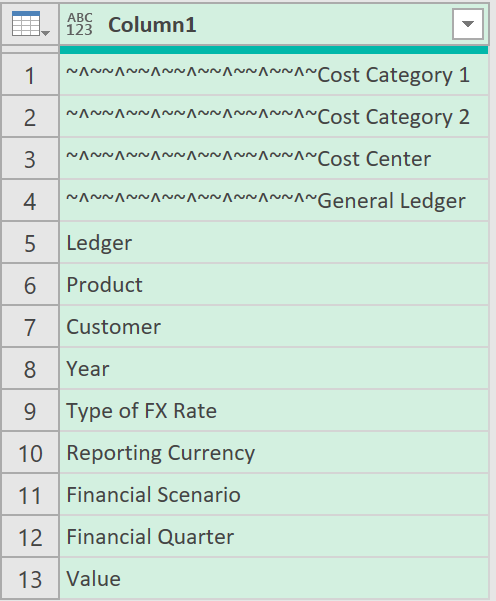 ABC
123 Column1
1 ~^~~^~~^~~^~~^~~^~~^~Cost Category 1
2 ~^~~^~~^~~^~~^~~^~~^~Cost Category 2
3 ~^~~^~~^~~^~~^~~^~~^~Cost Center
4 ~^~~^~~^~~^~~^~~^~~^~General Ledger
5 Ledger
6 Product
7 Customer
8 Year
9 Type of FX Rate
10 Reporting Currency
11 Financial Scenario
12 Financial Quarter
13 Value